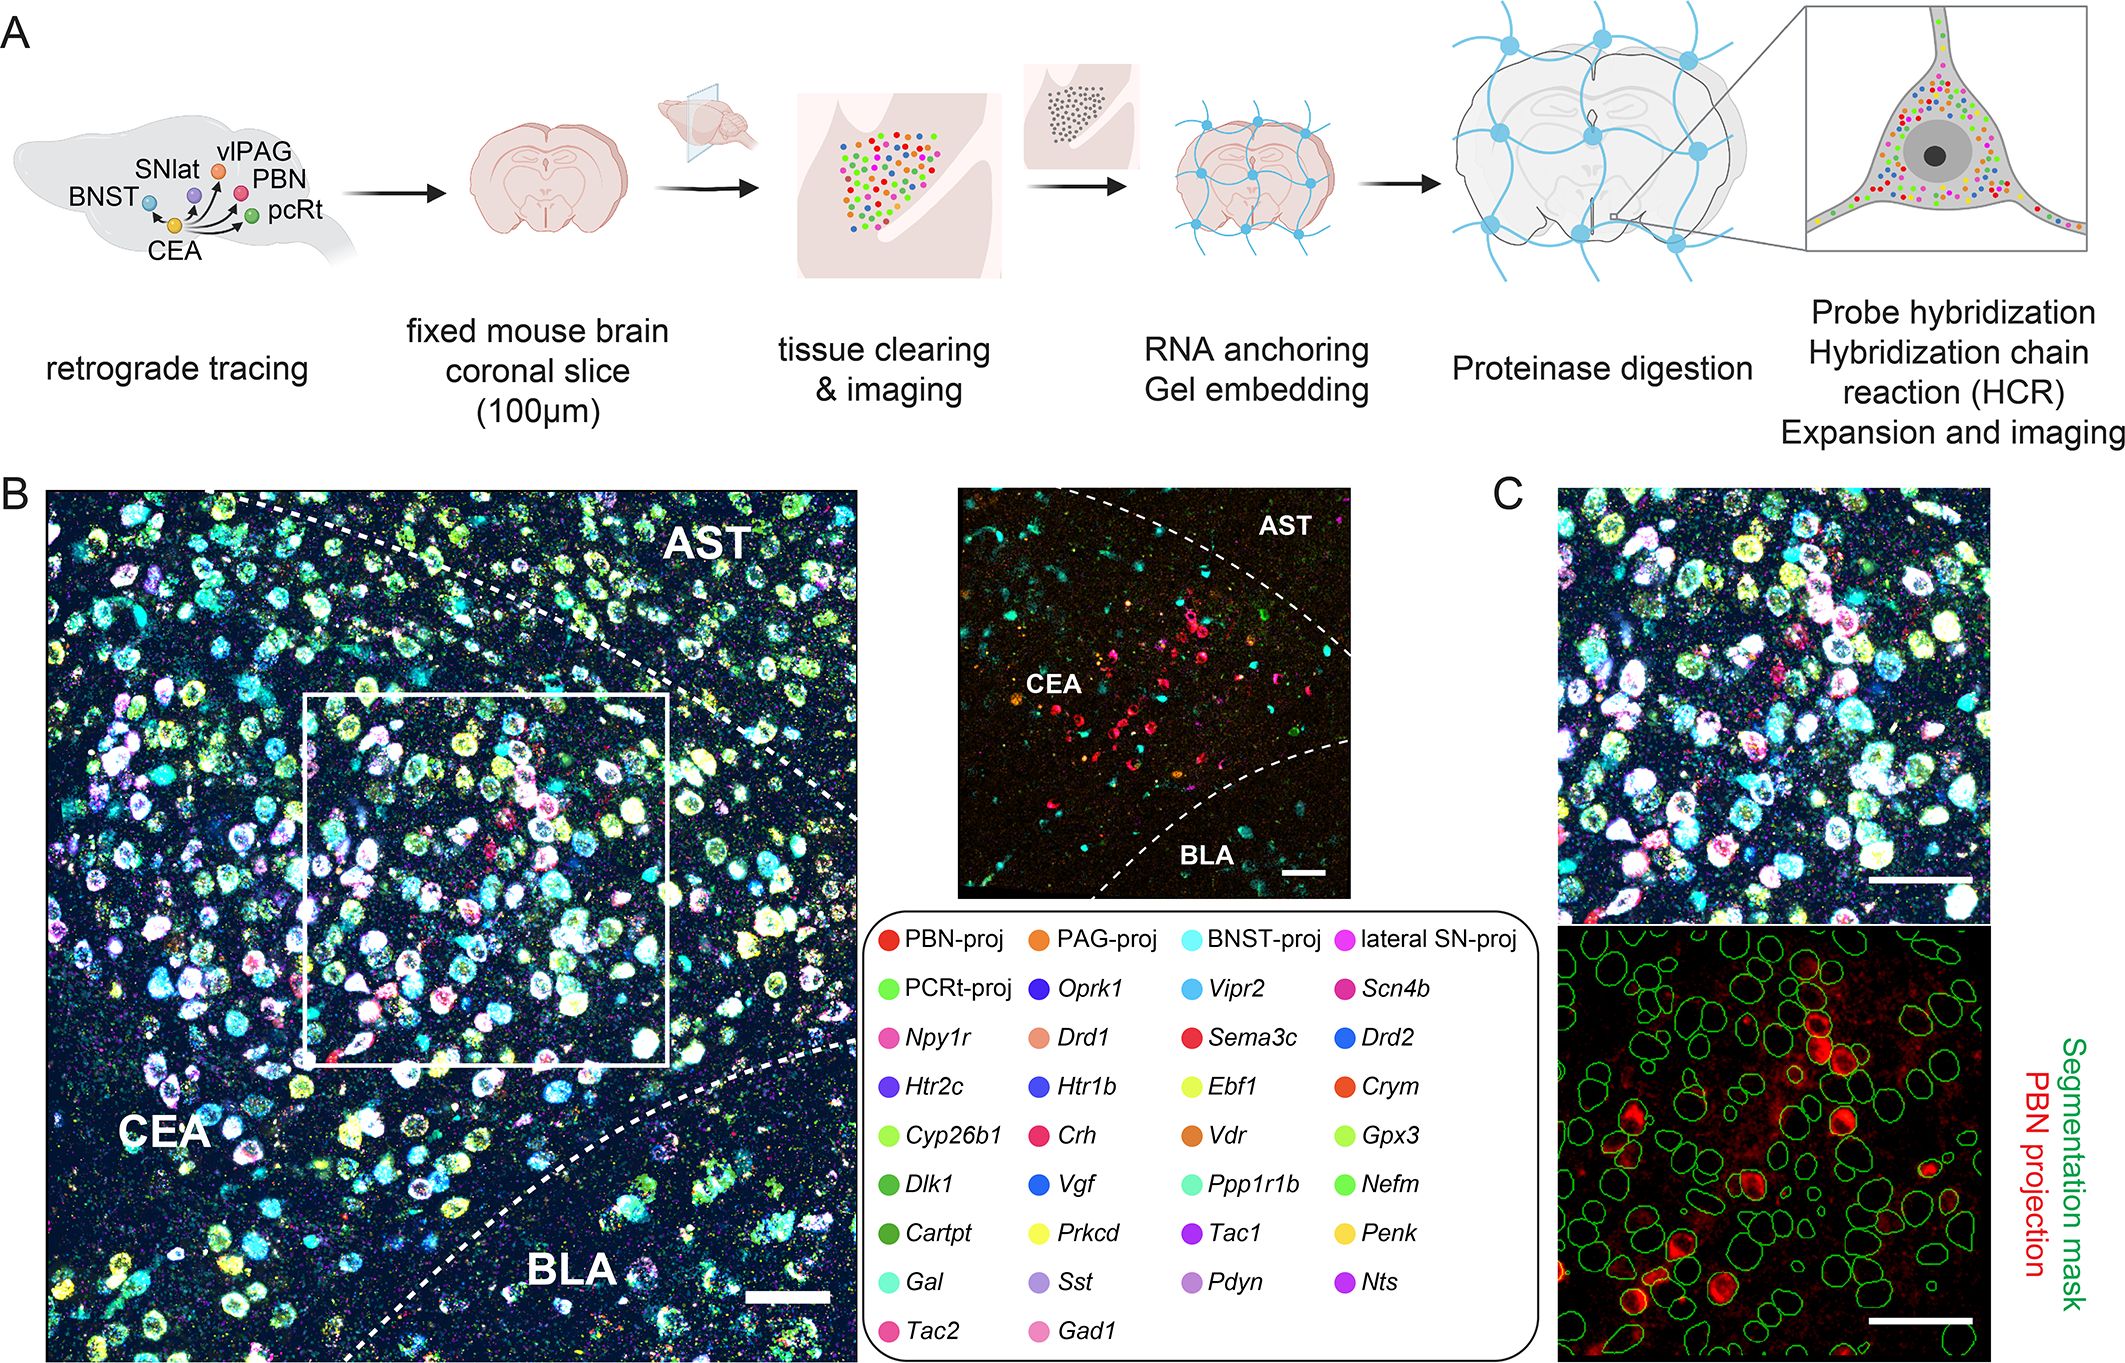 A
vlPAG
SNlat
PBN
BNST
pcRt
CEA
retrograde tracing
fixed mouse brain
coronal slice
(100µm)
tissue clearing
& imaging
RNA anchoring
Gel embedding
Proteinase digestion
Probe hybridization
Hybridization chain
reaction (HCR)
Expansion and imaging
B
AST
CEA
BLA
AST
CEA
BLA
PBN-proj PAG-proj BNST-proj lateral SN-proj
PCRt-proj Oprk1 Vipr2 Scn4b
Npy1r Drd1 Sema3c Drd2
Htr2c Htr1b Ebf1 Crym
Cyp26b1 Crh Vdr Gpx3
Dlk1 Vgf Ppp1r1b Nefm
Cartpt Prkcd Tac1 Penk
Gal Sst Pdyn Nts
Tac2 Gad1
C
Segmentation mask
PBN projection